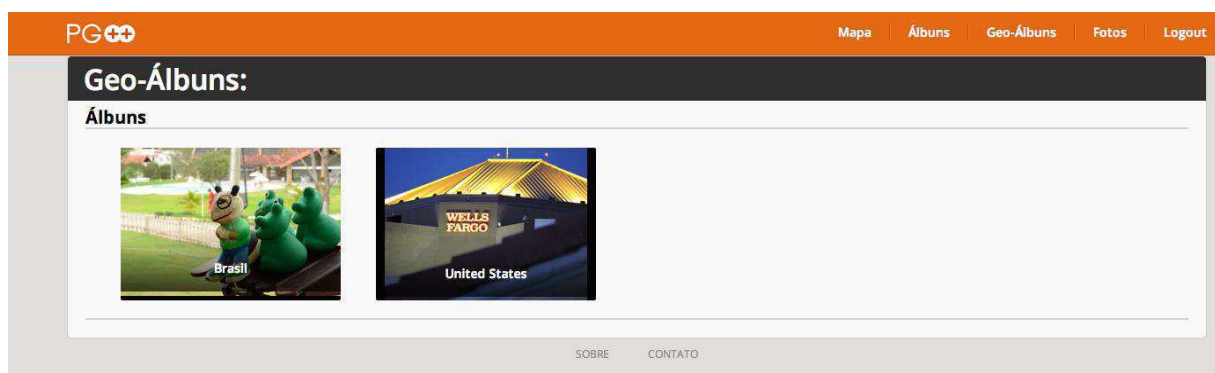 PG++
Mapa Álbuns Geo-Álbuns Fotos Logout
Geo-Álbuns:
Álbuns
WELLS
FARGO
Brasil
United States
SOBRE CONTATO